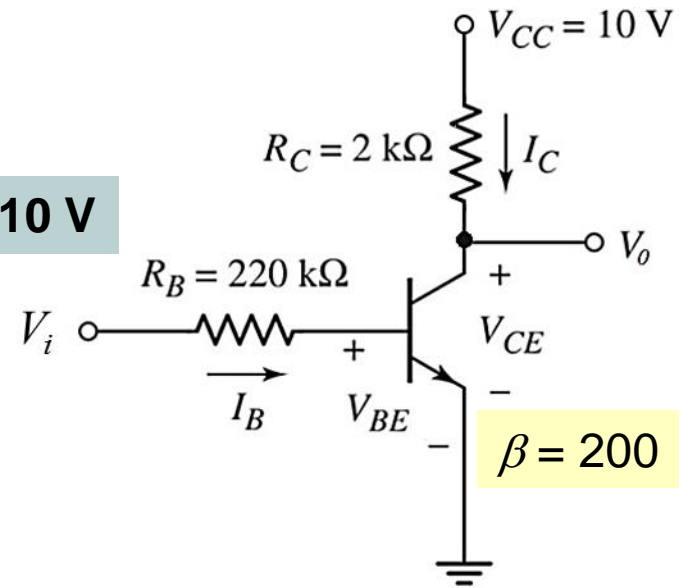 V_CC = 10 V
R_C = 2 kΩ
I_C
10 V
V_o
R_B = 220 kΩ
+
V_i
+
V_CE
I_B
V_BE
−
−
β = 200